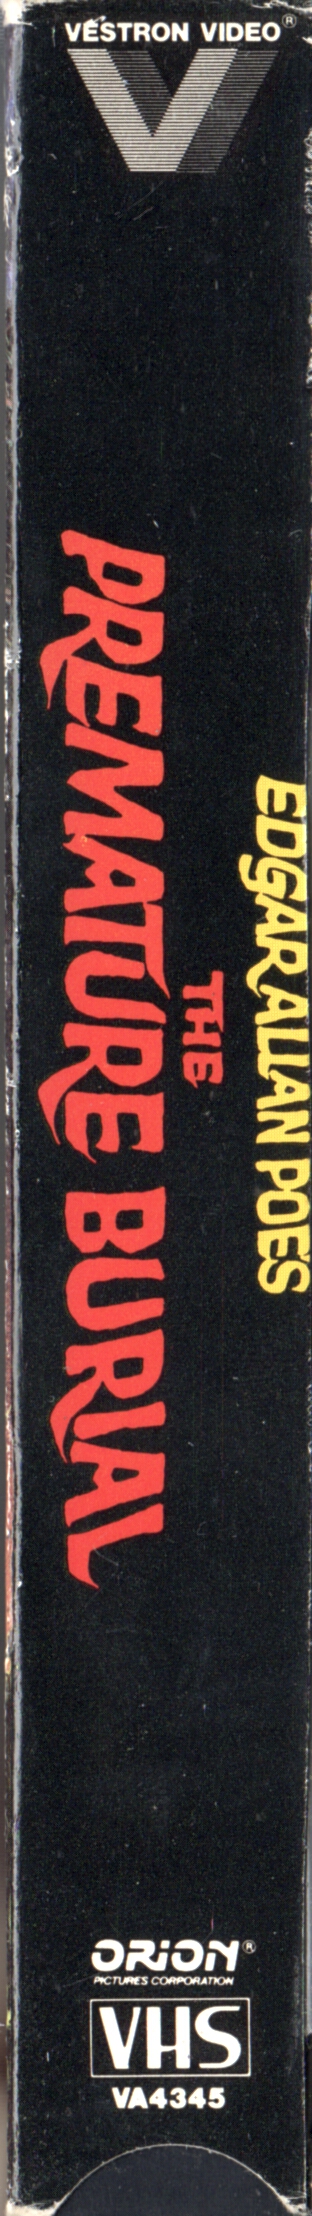 VESTRON VIDEO®
EDGAR ALLAN POE'S
THE
PREMATURE BURIAL
ORION®
PICTURES CORPORATION
VHS
VA4345